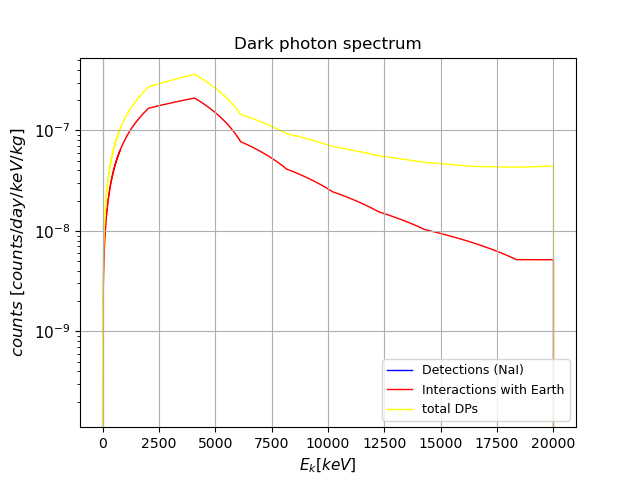 Dark photon spectrum
counts [counts/day/keV/kg]
10⁻⁷
10⁻⁸
10⁻⁹
Detections (NaI)
Interactions with Earth
total DPs
0 2500 5000 7500 10000 12500 15000 17500 20000
E_k[keV]